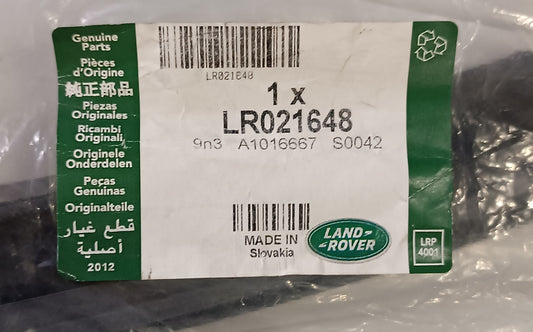 Genuine
Parts
Pièces
d'Origine
純正部品
Piezas
Originales
Ricambi
Originali
Originele
Onderdelen
Peças
Genuinas
Originalteile
قطع غيار
أصلية
2012
LR021648
1 x
LR021648
9n3 A1016667 S0042
MADE IN
Slovakia
LAND-
-ROVER
LRP
4001